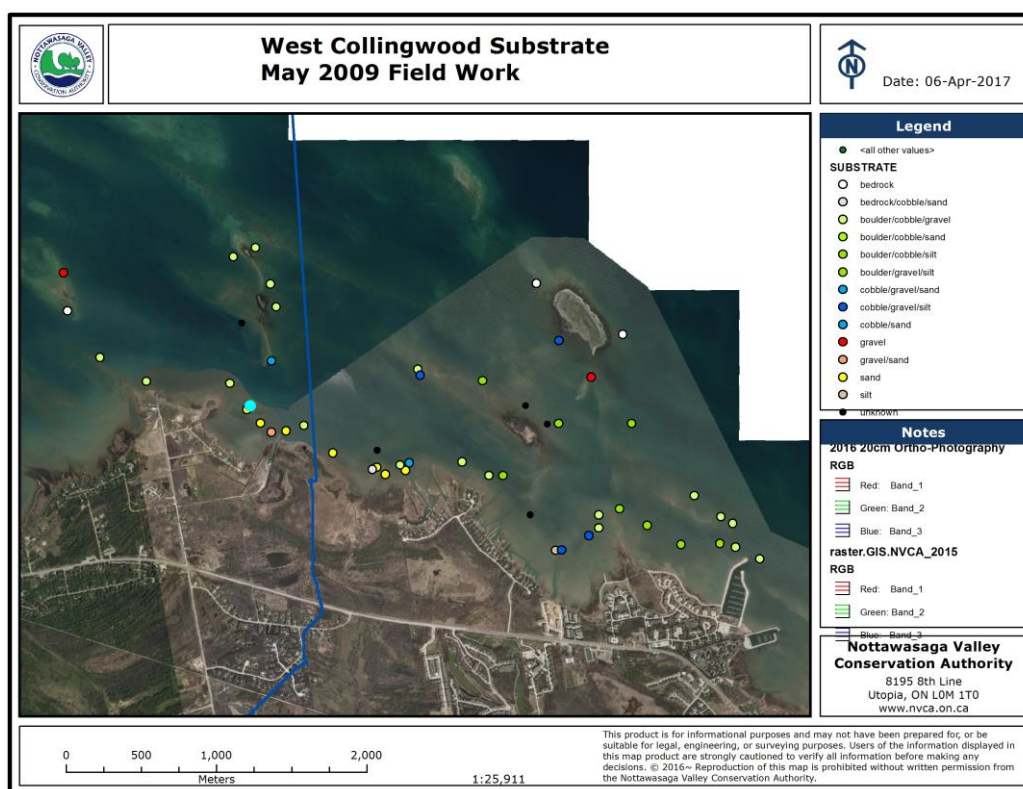 NOTTAWASAGA VALLEY
CONSERVATION AUTHORITY
West Collingwood Substrate
May 2009 Field Work
N
Date: 06-Apr-2017
Legend
<all other values>
SUBSTRATE
bedrock
bedrock/cobble/sand
boulder/cobble/gravel
boulder/cobble/sand
boulder/cobble/silt
boulder/gravel/silt
cobble/gravel/sand
cobble/gravel/silt
cobble/sand
gravel
gravel/sand
sand
silt
unknown
Notes
2016 20cm Ortho-Photography
RGB
Red: Band_1
Green: Band_2
Blue: Band_3
raster.GIS.NVCA_2015
RGB
Red: Band_1
Green: Band_2
Blue: Band_3
Nottawasaga Valley
Conservation Authority
8195 8th Line
Utopia, ON L0M 1T0
www.nvca.on.ca
0 500 1,000 2,000
Meters
1:25,911
This product is for informational purposes and may not have been prepared for, or be
suitable for legal, engineering, or surveying purposes. Users of the information displayed in
this map product are strongly cautioned to verify all information before making any
decisions. © 2016~ Reproduction of this map is prohibited without written permission from
the Nottawasaga Valley Conservation Authority.